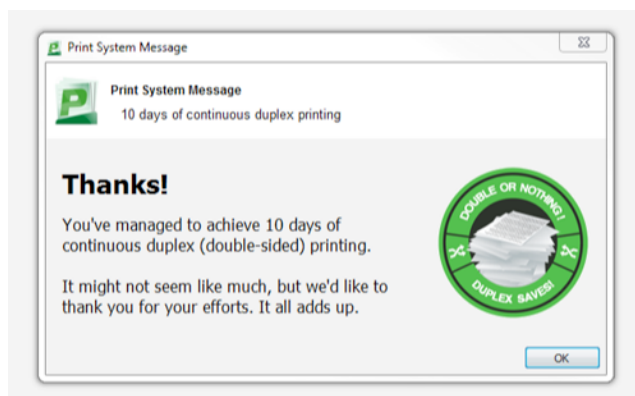 Print System Message
Print System Message
10 days of continuous duplex printing
Thanks!
You've managed to achieve 10 days of
continuous duplex (double-sided) printing.
It might not seem like much, but we'd like to
thank you for your efforts. It all adds up.
DOUBLE OR NOTHING!
DUPLEX SAVES!
OK